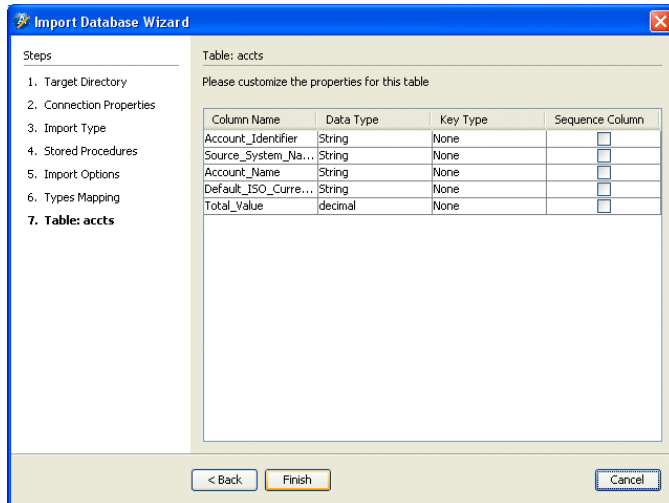 Import Database Wizard
Steps
1. Target Directory
2. Connection Properties
3. Import Type
4. Stored Procedures
5. Import Options
6. Types Mapping
7. Table: accts
Table: accts
Please customize the properties for this table
Column Name Data Type Key Type Sequence Column
Account_Identifier String None
Source_System_Na... String None
Account_Name String None
Default_ISO_Curre... String None
Total_Value decimal None
< Back Finish Cancel